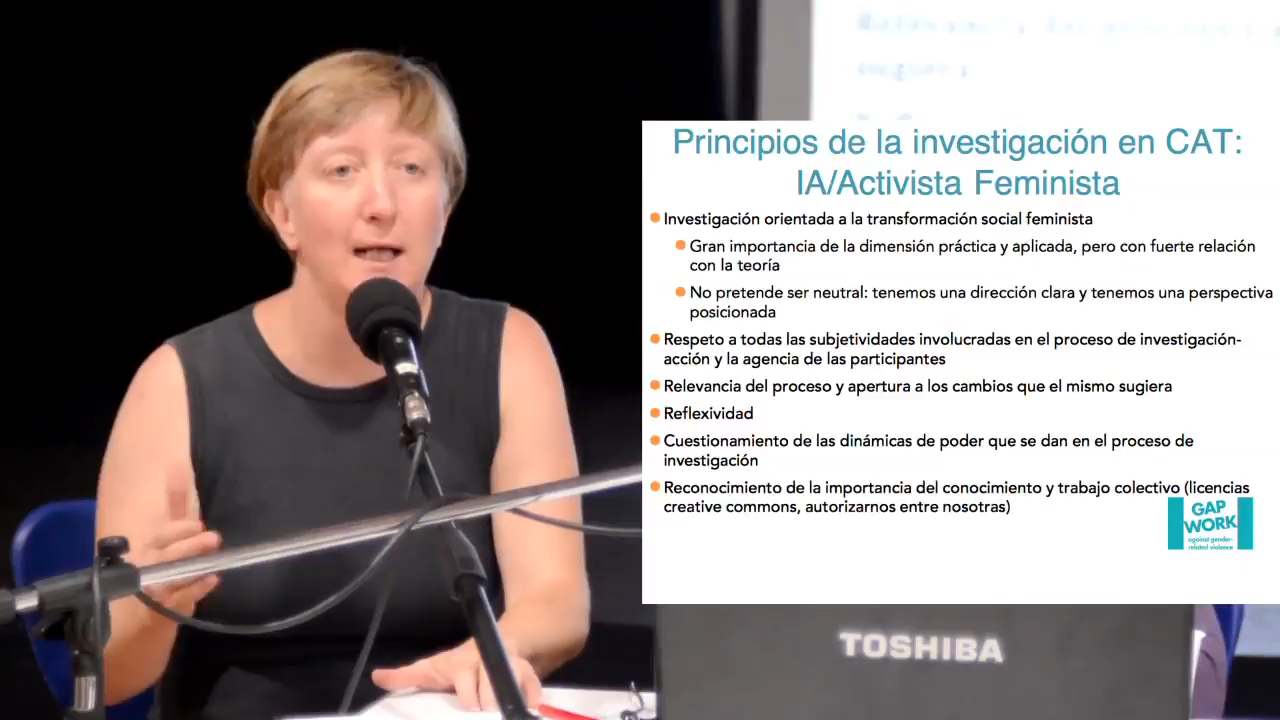 Principios de la investigación en CAT:
IA/Activista Feminista
Investigación orientada a la transformación social feminista
Gran importancia de la dimensión práctica y aplicada, pero con fuerte relación
con la teoría
No pretende ser neutral: tenemos una dirección clara y tenemos una perspectiva
posicionada
Respeto a todas las subjetividades involucradas en el proceso de investigación-
acción y la agencia de las participantes
Relevancia del proceso y apertura a los cambios que el mismo sugiera
Reflexividad
Cuestionamiento de las dinámicas de poder que se dan en el proceso de
investigación
Reconocimiento de la importancia del conocimiento y trabajo colectivo (licencias
creative commons, autorizarnos entre nosotras)
GAP
WORK
against gender-
related violence
TOSHIBA